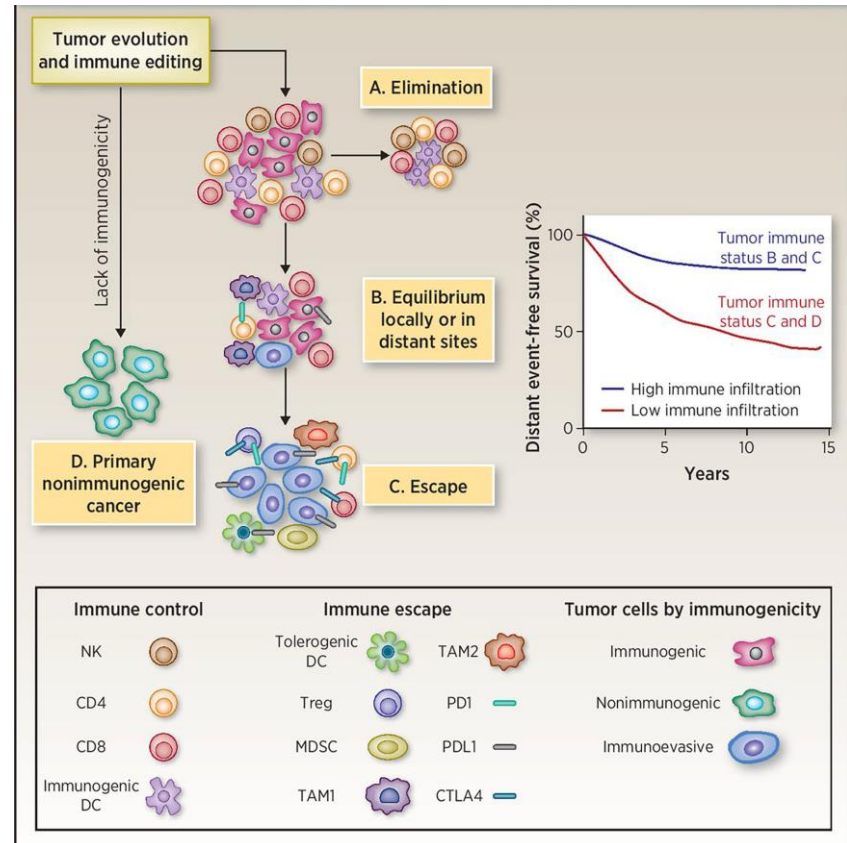 Tumor evolution
and immune editing
A. Elimination
Lack of immunogenicity
B. Equilibrium
locally or in
distant sites
D. Primary
nonimmunogenic
cancer
C. Escape
Distant event-free survival (%)
100
50
0
Tumor immune
status B and C
Tumor immune
status C and D
High immune infiltration
Low immune infiltration
0 5 10 15
Years
Immune control
NK
CD4
CD8
Immunogenic
DC
Immune escape
Tolerogenic
DC
Treg
MDSC
TAM1
TAM2
PD1
PDL1
CTLA4
Tumor cells by immunogenicity
Immunogenic
Nonimmunogenic
Immunoevasive